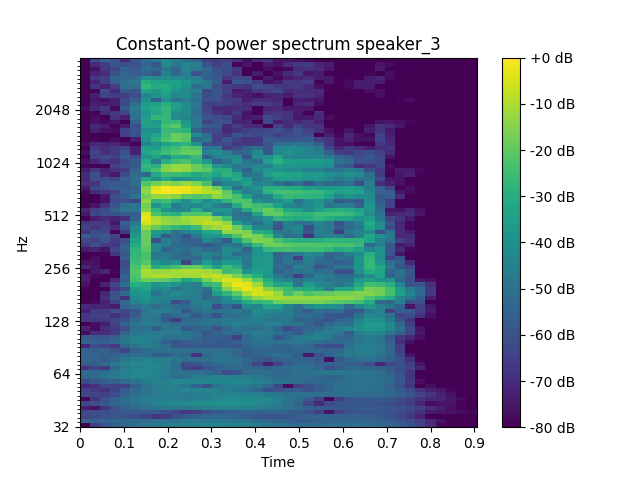 Constant-Q power spectrum speaker_3
+0 dB
-10 dB
-20 dB
-30 dB
-40 dB
-50 dB
-60 dB
-70 dB
-80 dB
2048
1024
512
256
128
64
32
Hz
0 0.1 0.2 0.3 0.4 0.5 0.6 0.7 0.8 0.9
Time